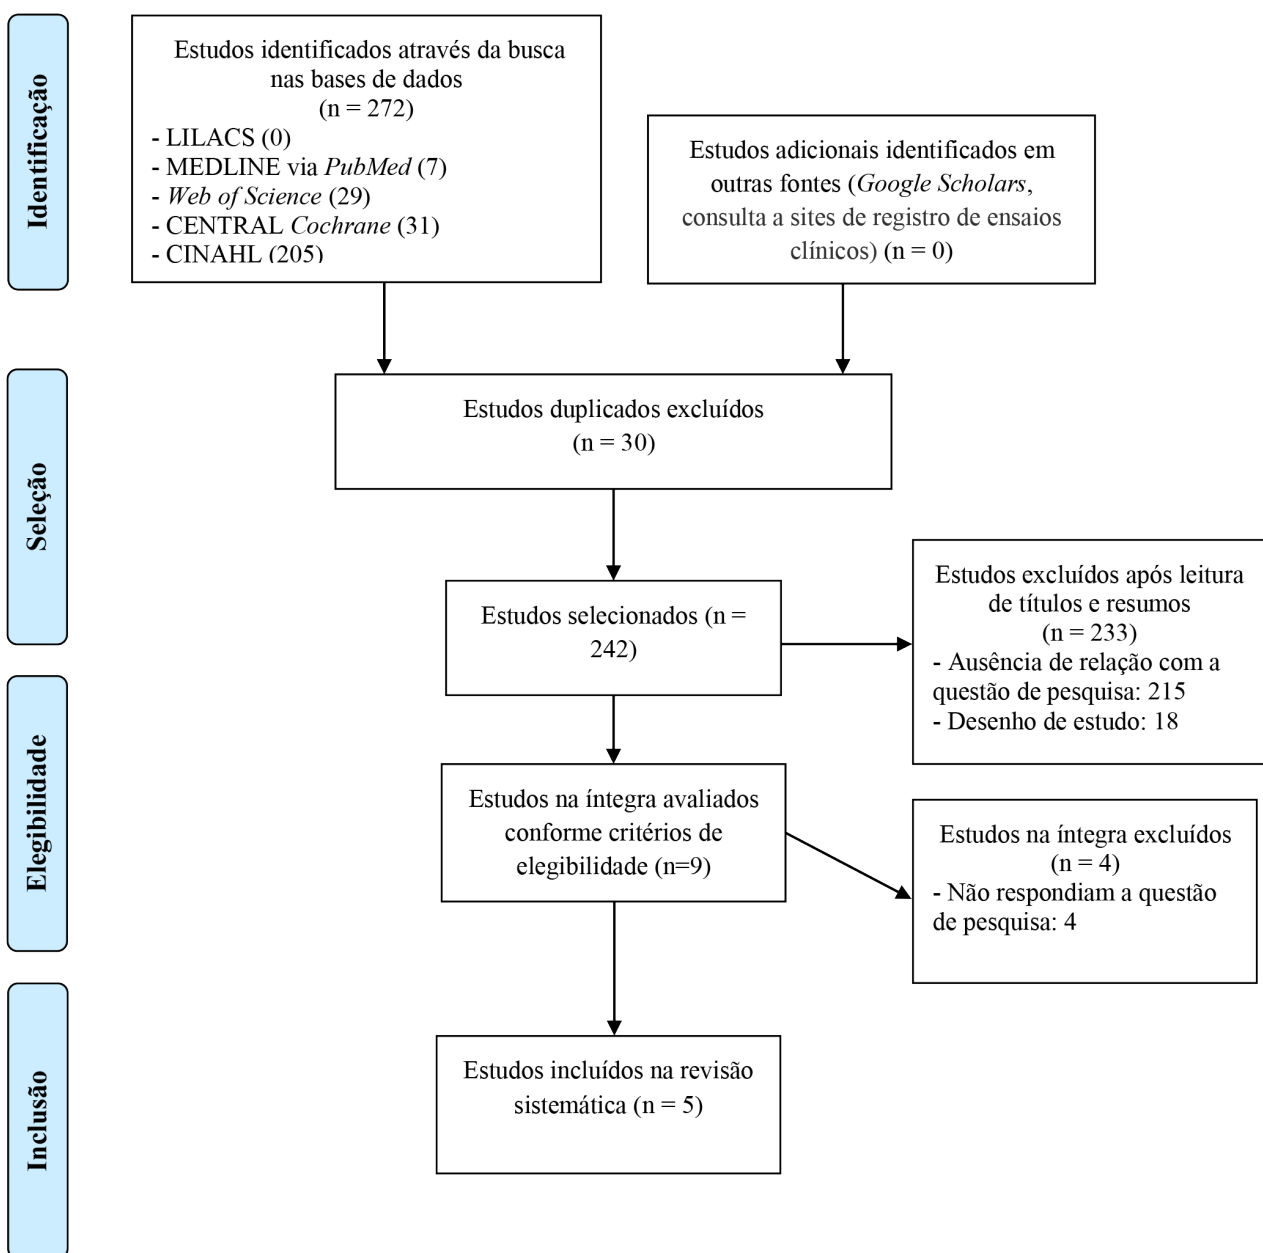 Identificação
Estudos identificados através da busca
nas bases de dados
(n = 272)
- LILACS (0)
- MEDLINE via PubMed (7)
- Web of Science (29)
- CENTRAL Cochrane (31)
- CINAHL (205)
Estudos adicionais identificados em
outras fontes (Google Scholars,
consulta a sites de registro de ensaios
clínicos) (n = 0)
Seleção
Estudos duplicados excluídos
(n = 30)
Estudos selecionados (n =
242)
Estudos excluídos após leitura
de títulos e resumos
(n = 233)
- Ausência de relação com a
questão de pesquisa: 215
- Desenho de estudo: 18
Elegibilidade
Estudos na íntegra avaliados
conforme critérios de
elegibilidade (n=9)
Estudos na íntegra excluídos
(n = 4)
- Não respondiam a questão
de pesquisa: 4
Inclusão
Estudos incluídos na revisão
sistemática (n = 5)